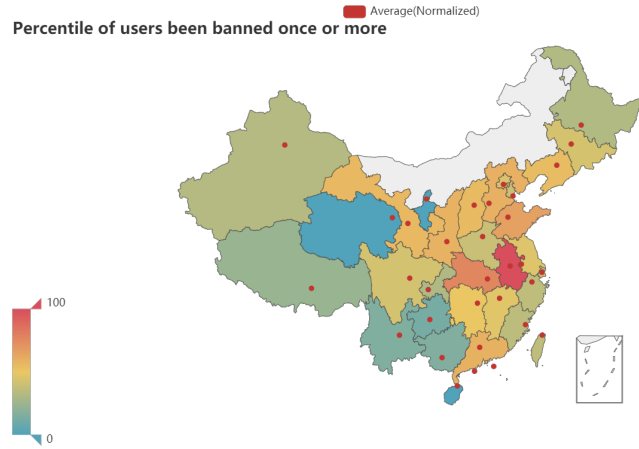 Average(Normalized)
Percentile of users been banned once or more
100
0